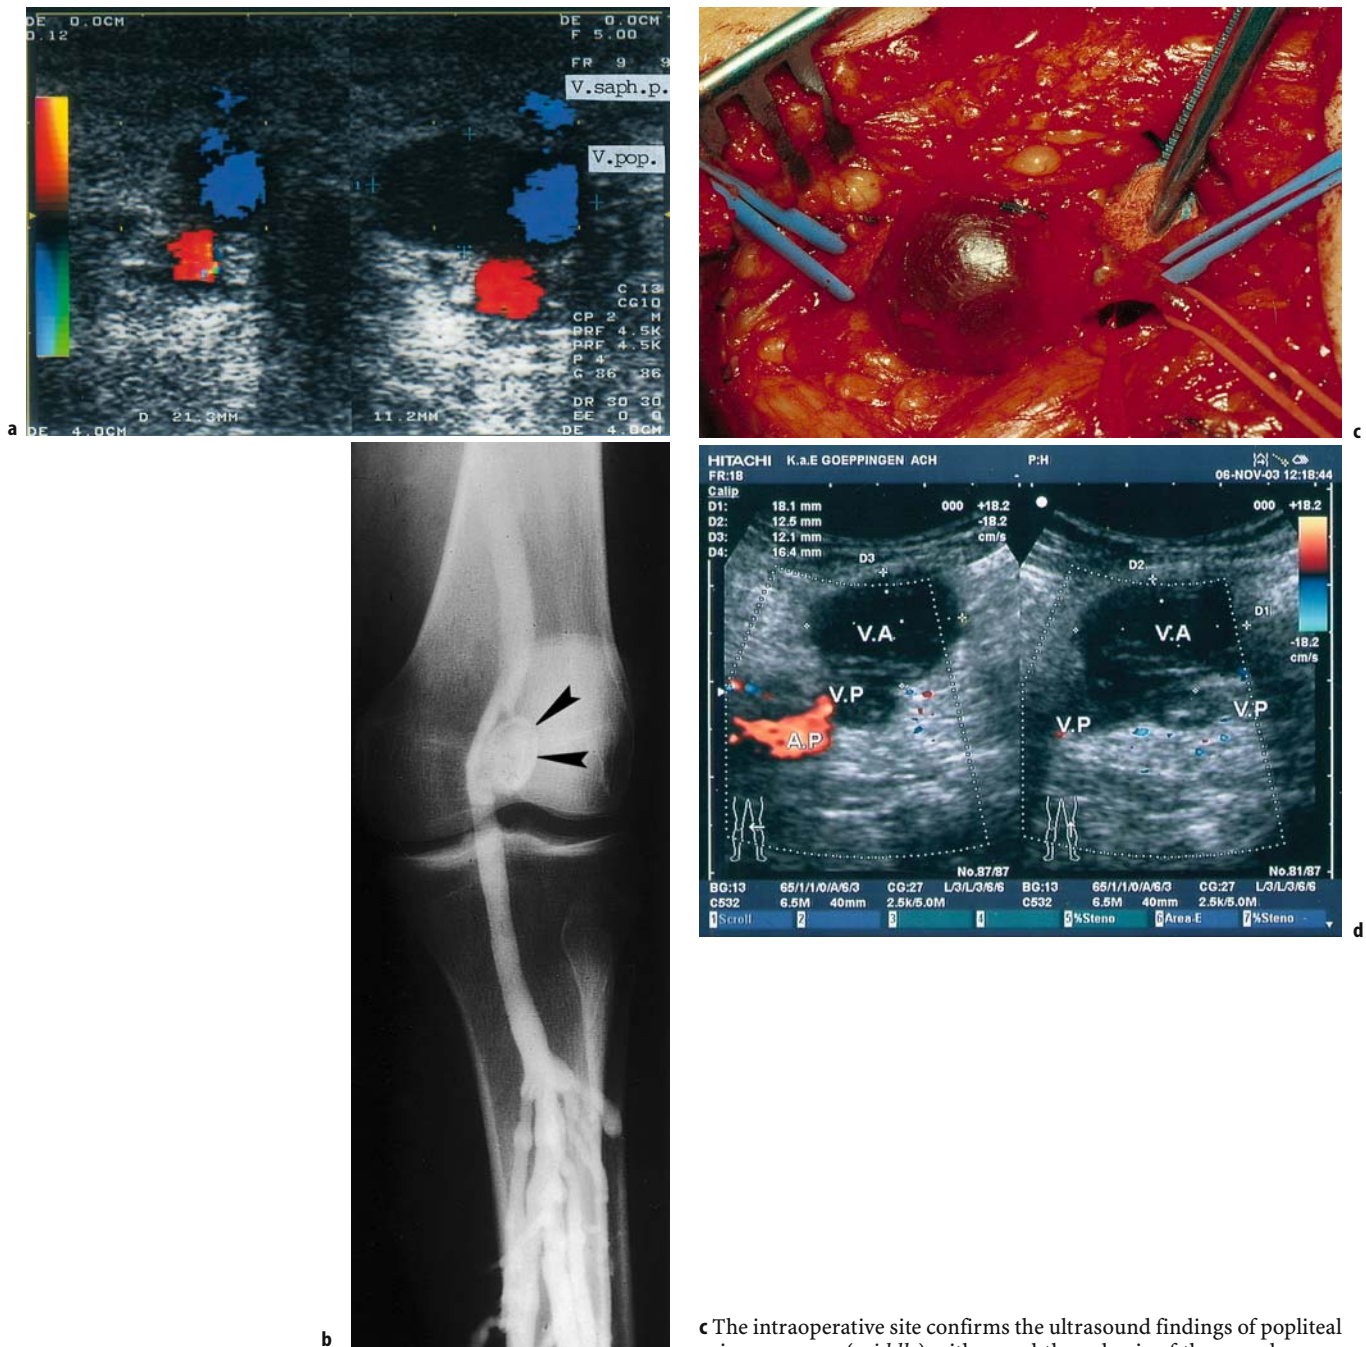 DE 0.0CM
0.12
DE 0.0CM
F 5.00
FR 9 9
V.saph.p.
V.pop.
1
C 13
CG10
CP 2 M
PRF 4.5K
PRF 4.5K
P 4
G 36 36
DR 30 30
EE 0 0
D 21.3MM
11.2MM
DE 4.0CM
DE 4.0CM
a
b
c
HITACHI K.a.E GOEPPINGEN ACH P:H
FR:18
06-NOV-03 12:18:44
Calip
D1: 18.1 mm
D2: 12.5 mm
D3: 12.1 mm
D4: 16.4 mm
000 +18.2
-18.2
cm/s
000 +18.2
-18.2
cm/s
D3
D2
D1
V.A
V.A
V.P
A.P
V.P
V.P
No.87/87
No.81/87
BG:13 65/1/1/0/A/6/3 CG:27 L/3/L/3/6/6 BG:13 65/1/1/0/A/6/3 CG:27 L/3/L/3/6/6
C532 6.5M 40mm 2.5k/5.0M C532 6.5M 40mm 2.5k/5.0M
1 Scroll 2 3 4 5 %Steno 6 Area-E 7 %Steno
d
c The intraoperative site confirms the ultrasound findings of popliteal